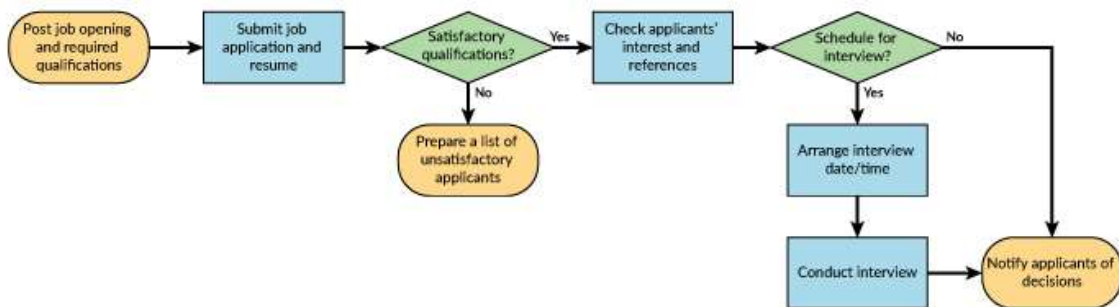 Post job opening
and required
qualifications
Submit job
application and
resume
Satisfactory
qualifications?
Yes
Check applicants'
interest and
references
Schedule for
interview?
No
No
Yes
Prepare a list of
unsatisfactory
applicants
Arrange interview
date/time
Conduct interview
Notify applicants of
decisions